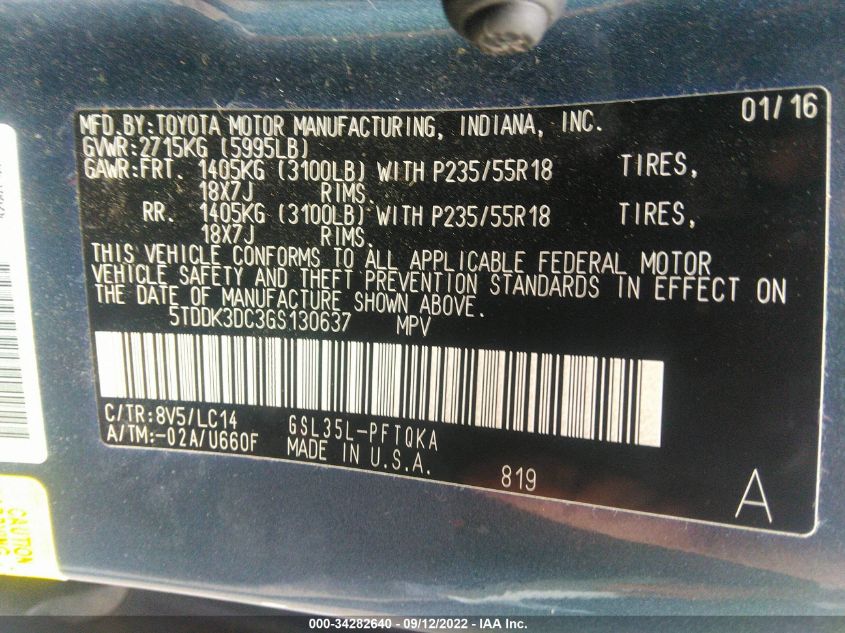 01/16
MFD.BY:TOYOTA MOTOR MANUFACTURING, INDIANA, INC.
GVWR:2715KG (5995LB)
GAWR:FRT. 1405KG (3100LB) WITH P235/55R18 TIRES,
18X7J RIMS.
RR. 1405KG (3100LB) WITH P235/55R18 TIRES,
18X7J RIMS.
THIS VEHICLE CONFORMS TO ALL APPLICABLE FEDERAL MOTOR
VEHICLE SAFETY AND THEFT PREVENTION STANDARDS IN EFFECT ON
THE DATE OF MANUFACTURE SHOWN ABOVE.
5TDDK3DC3GS130637 MPV
C/TR:8V5/LC14 GSL35L-PFTQKA
A/TM:-02A/U660F MADE IN U.S.A.
819
A
CAUTION
000-34282640 - 09/12/2022 - IAA Inc.